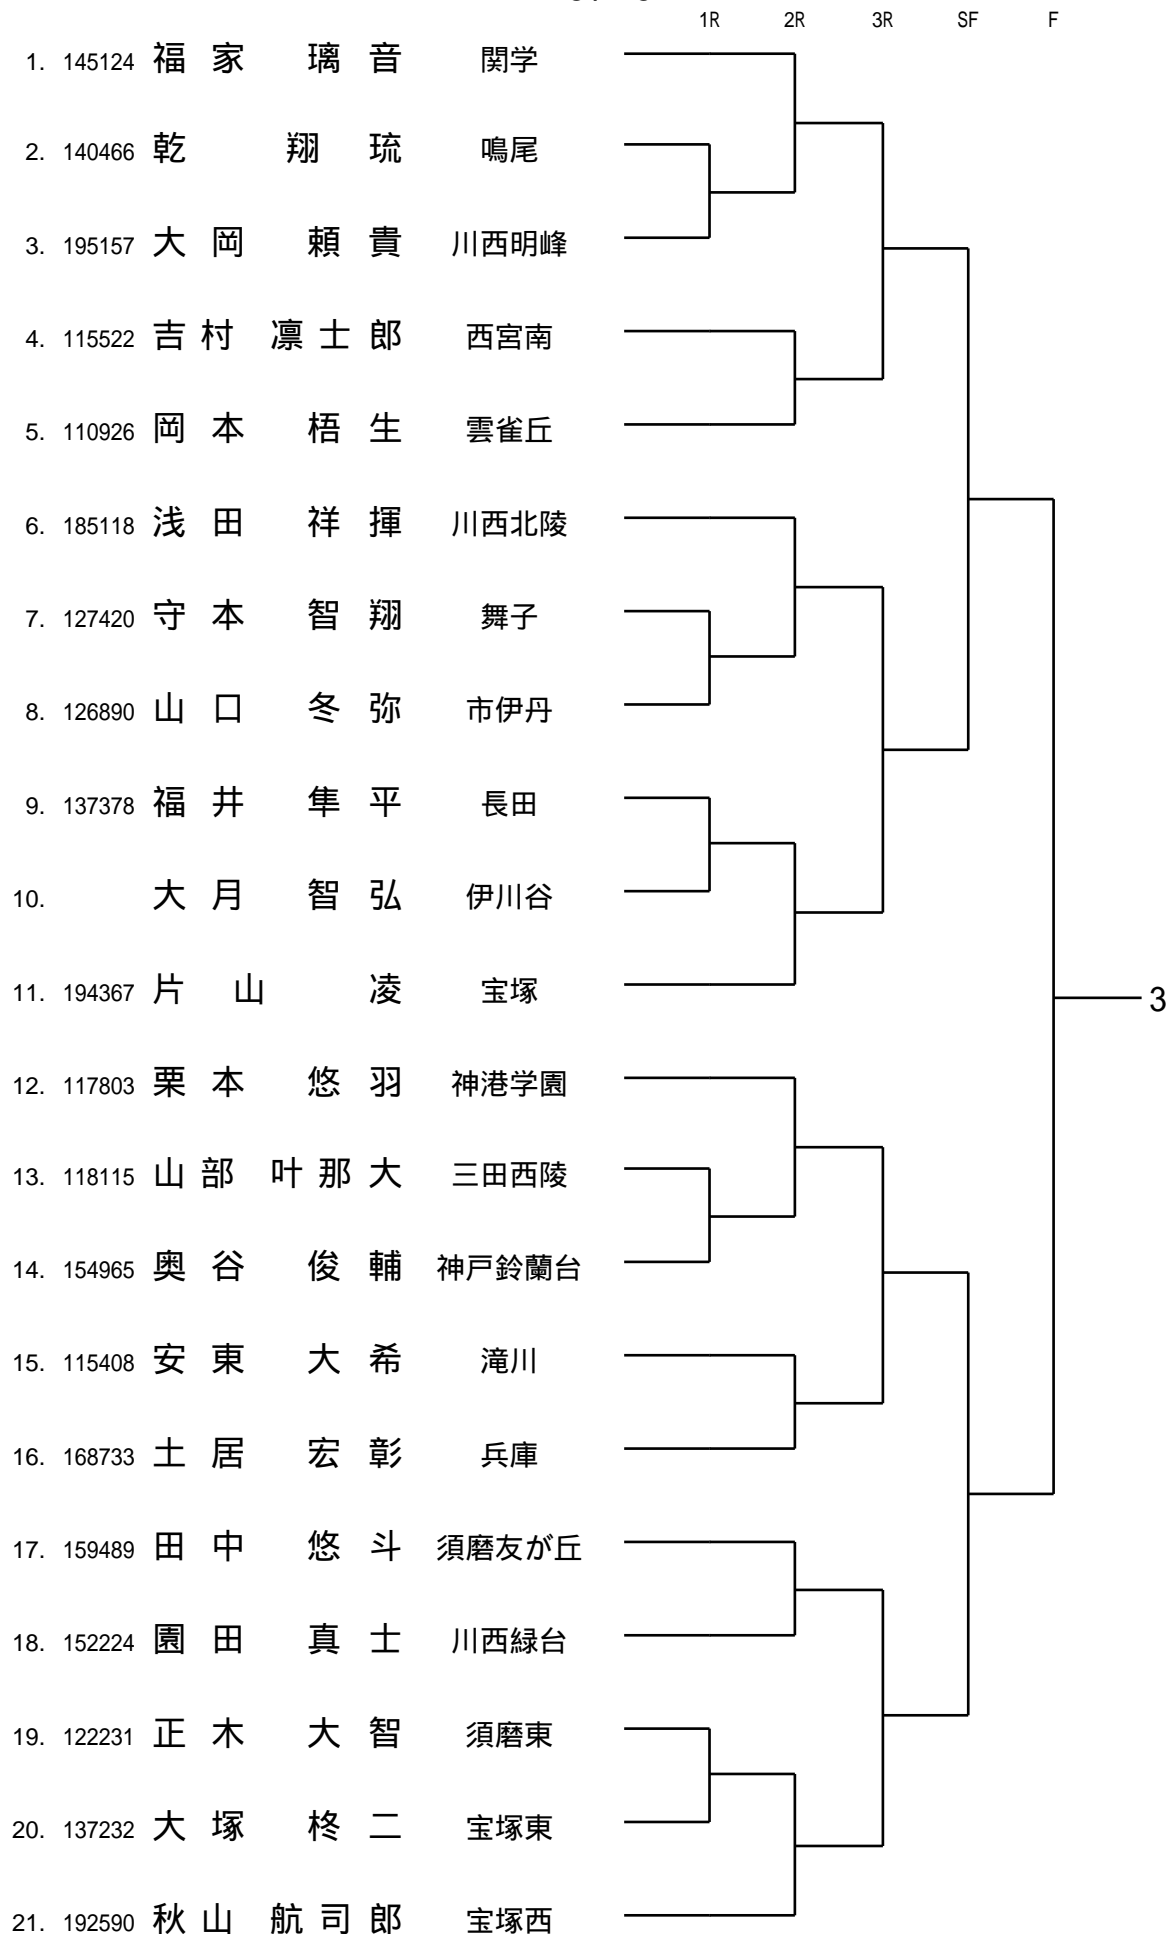 1R 2R 3R SF F
1. 145124 福家 璃音 関学
2. 140466 乾 翔琉 鳴尾
3. 195157 大岡 頼貴 川西明峰
4. 115522 吉村 凛士郎 西宮南
5. 110926 岡本 梧生 雲雀丘
6. 185118 浅田 祥揮 川西北陵
7. 127420 守本 智翔 舞子
8. 126890 山口 冬弥 市伊丹
9. 137378 福井 隼平 長田
10. 大月 智弘 伊川谷
11. 194367 片山 凌 宝塚
3
12. 117803 栗本 悠羽 神港学園
13. 118115 山部 叶那大 三田西陵
14. 154965 奥谷 俊輔 神戸鈴蘭台
15. 115408 安東 大希 滝川
16. 168733 土居 宏彰 兵庫
17. 159489 田中 悠斗 須磨友が丘
18. 152224 園田 真士 川西緑台
19. 122231 正木 大智 須磨東
20. 137232 大塚 柊二 宝塚東
21. 192590 秋山 航司郎 宝塚西